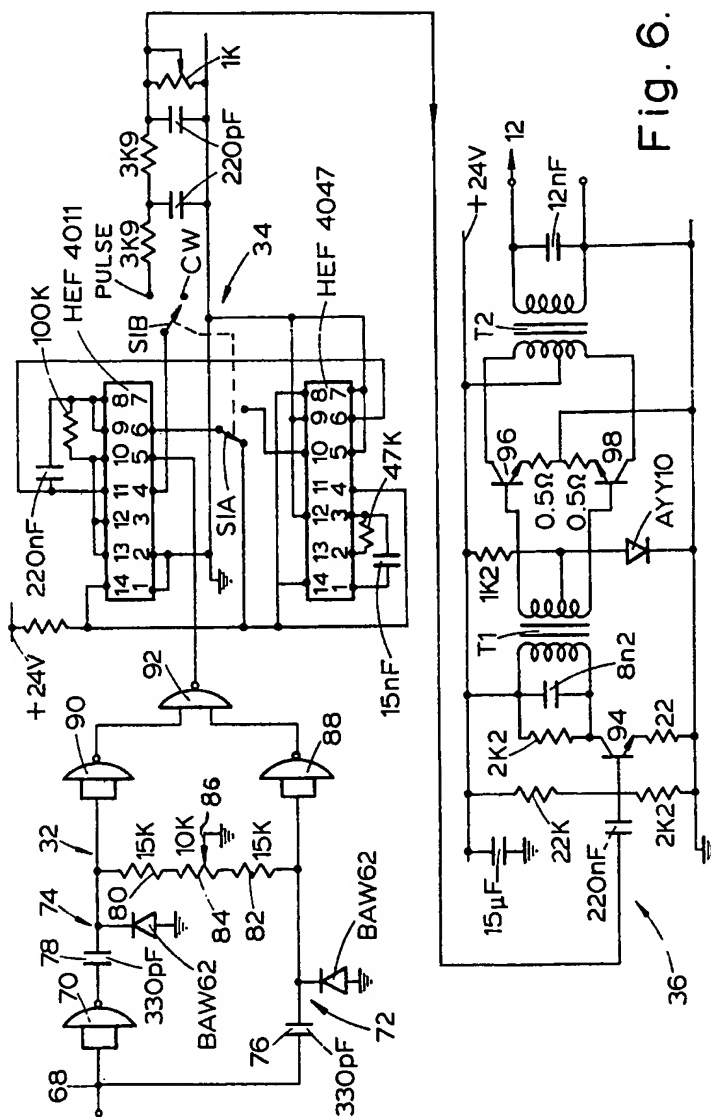 +24V
220nF
100K
HEF 4011
PULSE
3K9
3K9
14 13 12 11 10 9 8
1 2 3 4 5 6 7
SIB
CW
220pF
1K
34
SIA
HEF 4047
14 13 12 11 10 9 8
1 2 3 4 5 6 7
47K
15nF
68
70
78
330pF
74
BAW62
32
15K
80
10K
84
86
15K
82
90
92
88
76
330pF
72
BAW62
36
15µF
220nF
22K
2K2
2K2
94
22
8n2
T1
1K2
AYY10
96
0.5Ω
0.5Ω
98
T2
+24V
12nF
12
Fig. 6.